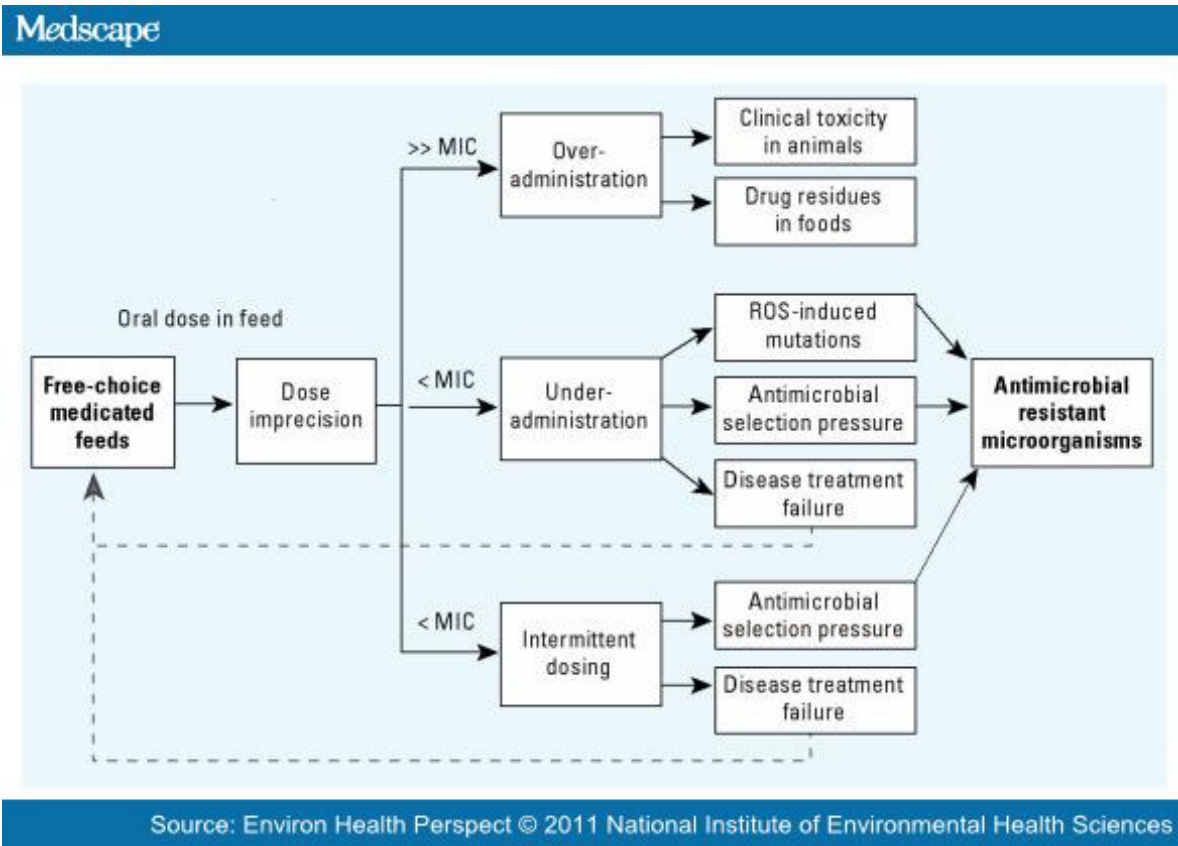 Medscape
>> MIC
Over-
administration
Clinical toxicity
in animals
Drug residues
in foods
Oral dose in feed
Free-choice
medicated
feeds
Dose
imprecision
< MIC
Under-
administration
ROS-induced
mutations
Antimicrobial
selection pressure
Disease treatment
failure
Antimicrobial
resistant
microorganisms
< MIC
Intermittent
dosing
Antimicrobial
selection pressure
Disease treatment
failure
Source: Environ Health Perspect © 2011 National Institute of Environmental Health Sciences